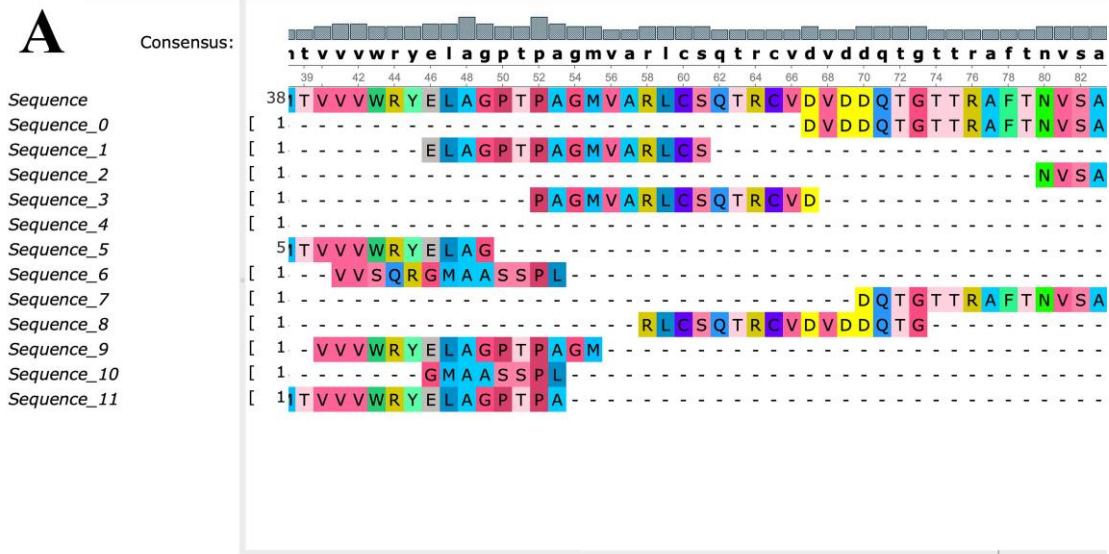 A
Consensus:
t v v v w r y e l a g p t p a g m v a r l c s q t r c v d v d d q t g t t r a f t n v s a
39 42 44 46 48 50 52 54 56 58 60 62 64 66 68 70 72 74 76 78 80 82
Sequence 38 T V V V W R Y E L A G P T P A G M V A R L C S Q T R C V D V D D Q T G T T R A F T N V S A
Sequence_0 [ 1 D V D D Q T G T T R A F T N V S A
Sequence_1 [ 1 E L A G P T P A G M V A R L C S
Sequence_2 [ 1 N V S A
Sequence_3 [ 1 P A G M V A R L C S Q T R C V D
Sequence_4 [ 1
Sequence_5 5 T V V V W R Y E L A G
Sequence_6 [ 1 V V S Q R G M A A S S P L
Sequence_7 [ 1 D Q T G T T R A F T N V S A
Sequence_8 [ 1 R L C S Q T R C V D V D D Q T G
Sequence_9 [ 1 V V V W R Y E L A G P T P A G M
Sequence_10 [ 1 G M A A S S P L
Sequence_11 [ 1 T V V V W R Y E L A G P T P A